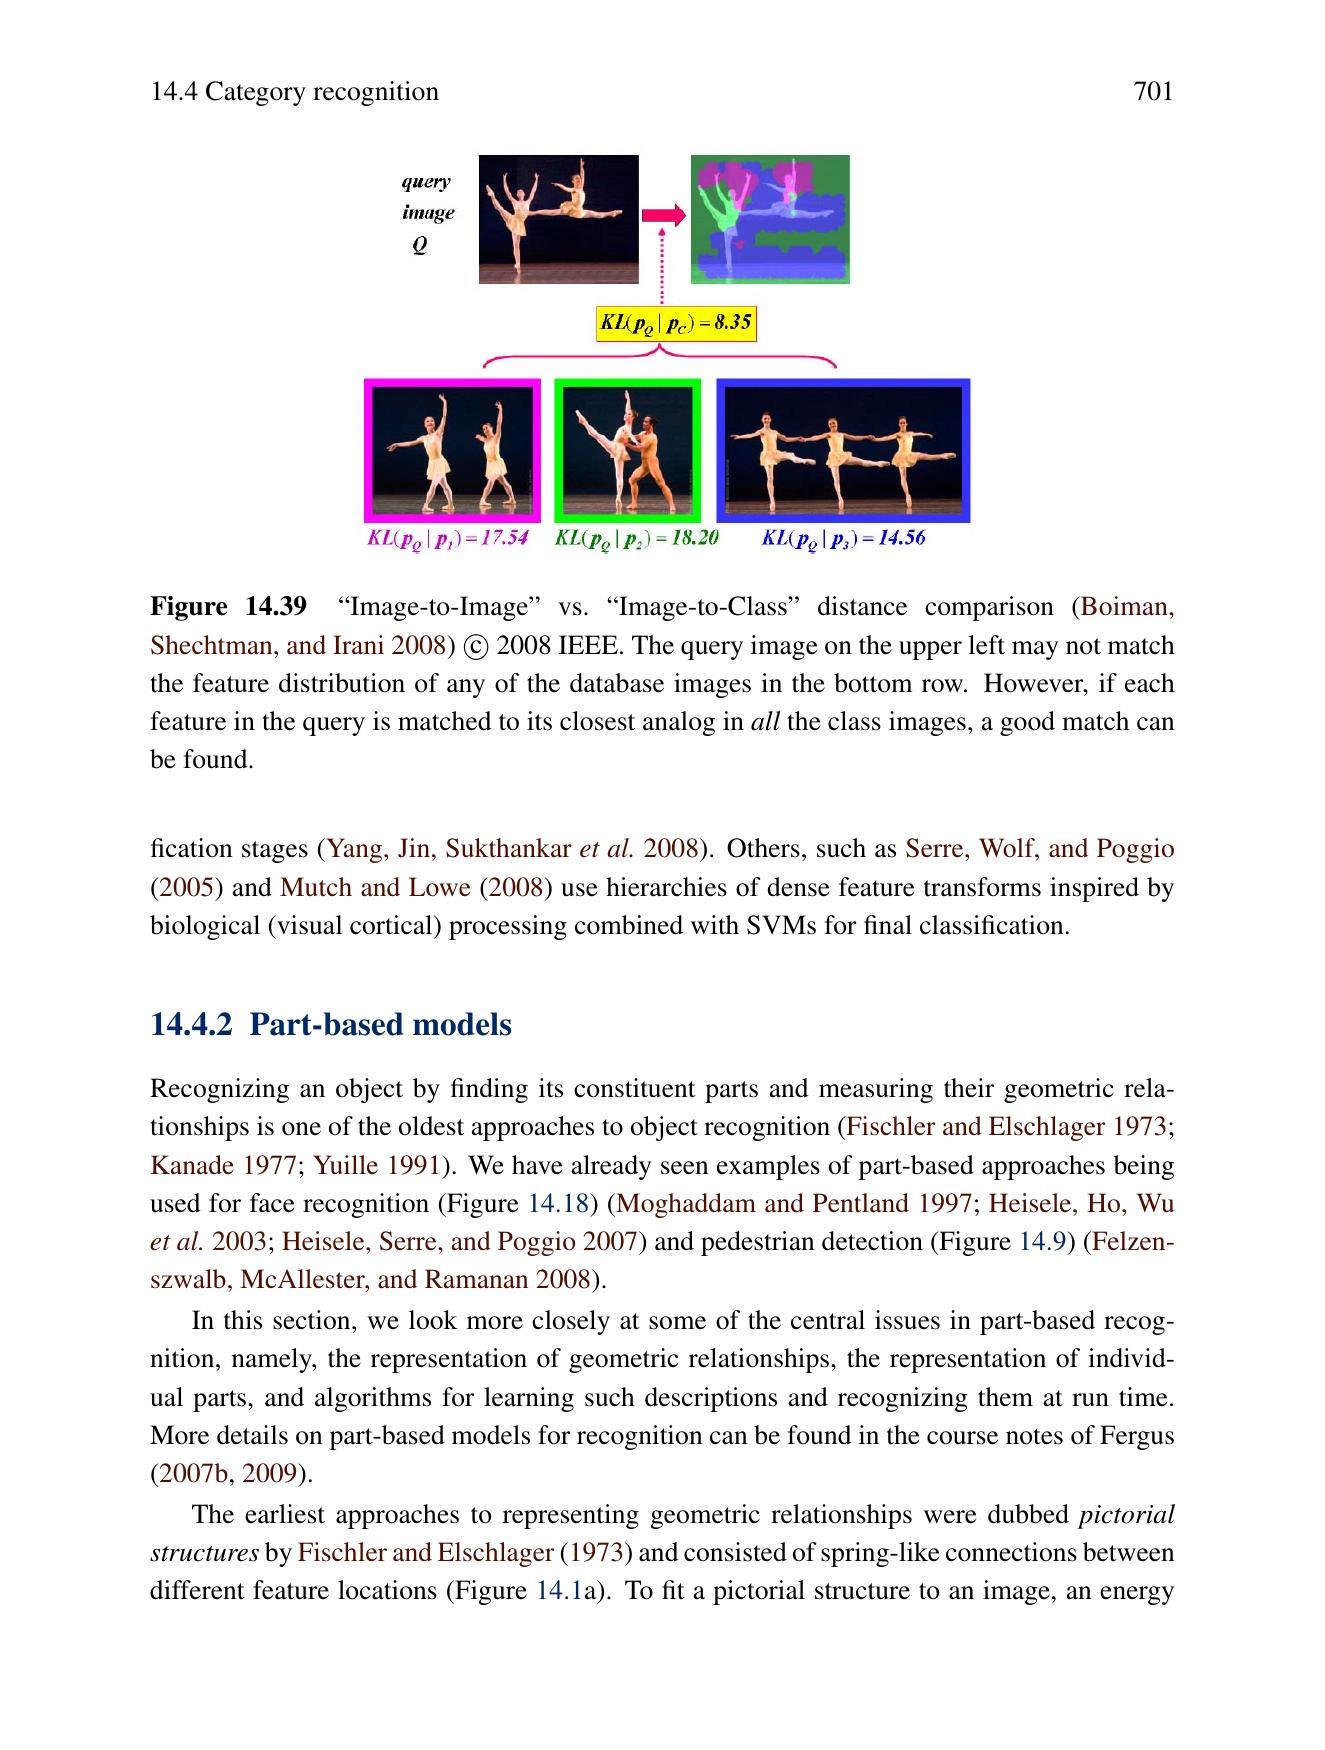 14.4 Category recognition 701
query
image
Q
KL(p_Q | p_C) = 8.35
KL(p_Q | p_1) = 17.54 KL(p_Q | p_2) = 18.20 KL(p_Q | p_3) = 14.56
Figure 14.39 “Image-to-Image” vs. “Image-to-Class” distance comparison (Boiman,
Shechtman, and Irani 2008) © 2008 IEEE. The query image on the upper left may not match
the feature distribution of any of the database images in the bottom row. However, if each
feature in the query is matched to its closest analog in all the class images, a good match can
be found.
fication stages (Yang, Jin, Sukthankar et al. 2008). Others, such as Serre, Wolf, and Poggio
(2005) and Mutch and Lowe (2008) use hierarchies of dense feature transforms inspired by
biological (visual cortical) processing combined with SVMs for final classification.
14.4.2 Part-based models
Recognizing an object by finding its constituent parts and measuring their geometric rela-
tionships is one of the oldest approaches to object recognition (Fischler and Elschlager 1973;
Kanade 1977; Yuille 1991). We have already seen examples of part-based approaches being
used for face recognition (Figure 14.18) (Moghaddam and Pentland 1997; Heisele, Ho, Wu
et al. 2003; Heisele, Serre, and Poggio 2007) and pedestrian detection (Figure 14.9) (Felzen-
szwalb, McAllester, and Ramanan 2008).
In this section, we look more closely at some of the central issues in part-based recog-
nition, namely, the representation of geometric relationships, the representation of individ-
ual parts, and algorithms for learning such descriptions and recognizing them at run time.
More details on part-based models for recognition can be found in the course notes of Fergus
(2007b, 2009).
The earliest approaches to representing geometric relationships were dubbed pictorial
structures by Fischler and Elschlager (1973) and consisted of spring-like connections between
different feature locations (Figure 14.1a). To fit a pictorial structure to an image, an energy